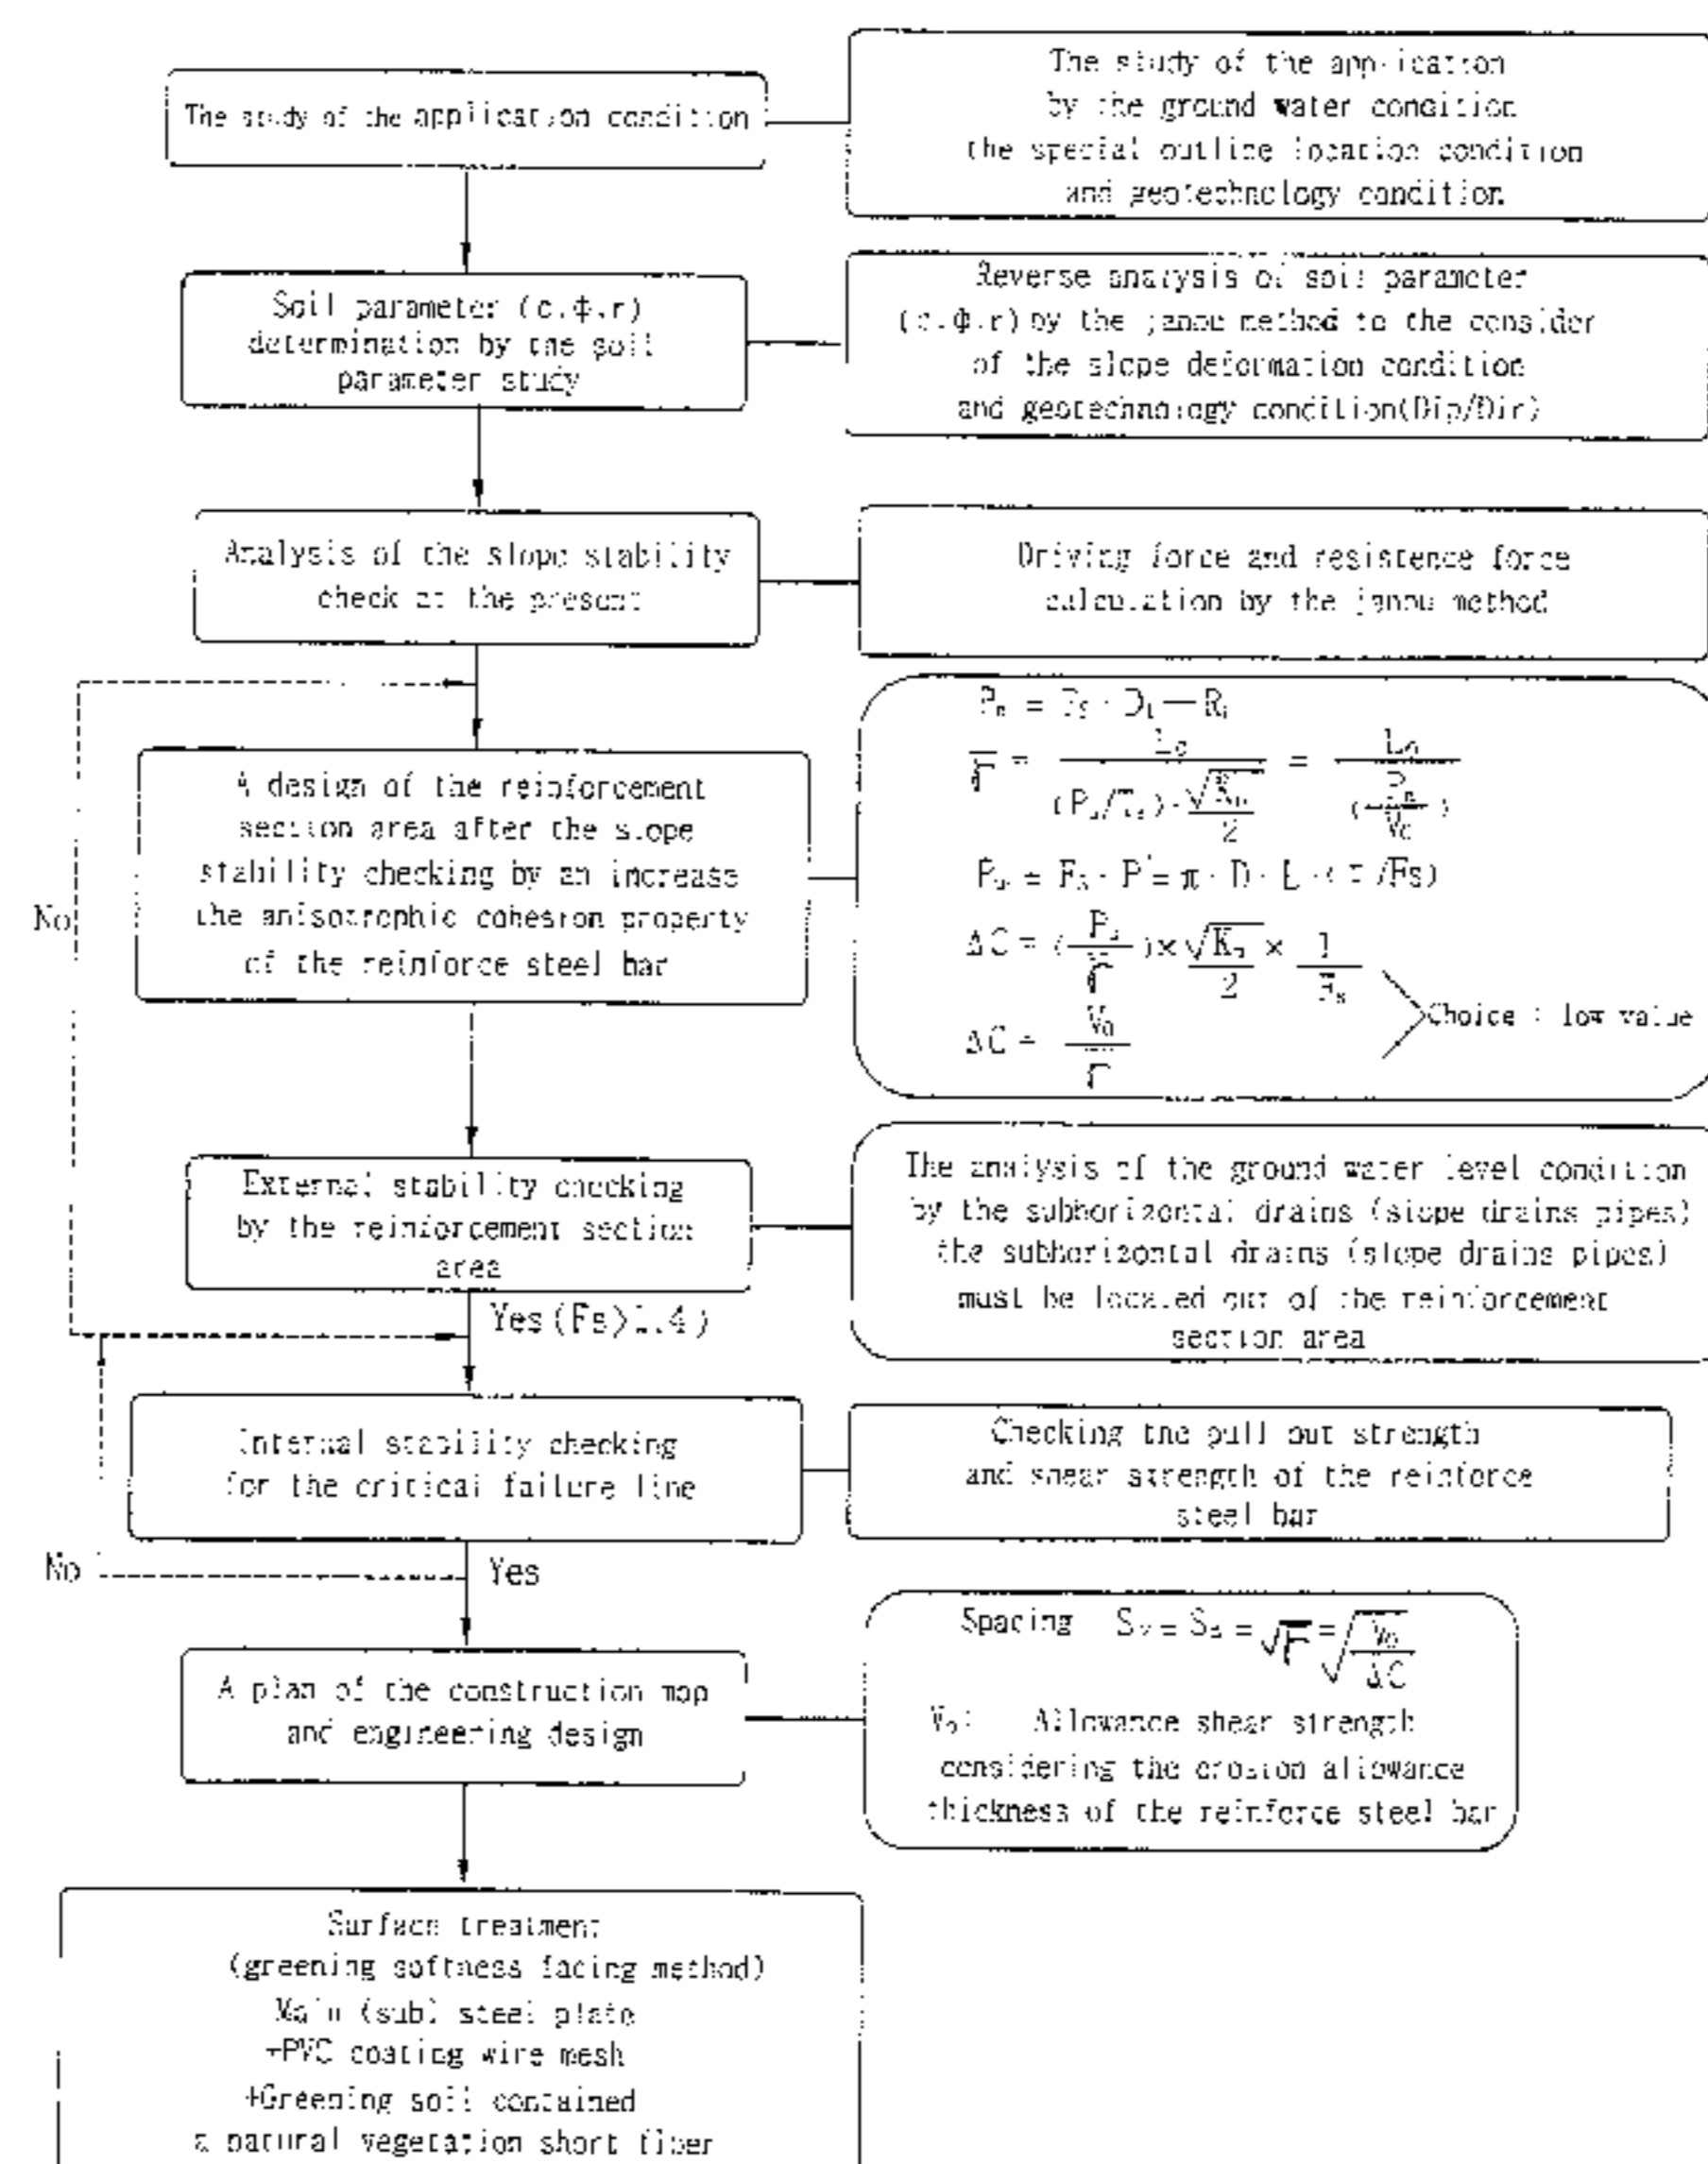 The study of the application condition
The study of the application
by the ground water condition
the special outline location condition
and geotechnology condition
Soil parameter (c.ф.r)
determination by the soil
parameter study
Reverse analysis of soil parameter
(c.ф.r) by the janbu method to the consider
of the slope deformation condition
and geotechnology condition(Dip/Dir)
Analysis of the slope stability
check at the present
Driving force and resistence force
calculation by the janbu method
No
A design of the reinforcement
section area after the slope
stability checking by an increase
the anisotrophic cohesion property
of the reinforce steel bar
ΔC =
√K
2
1
ΔC =
Choice : low value
External stability checking
by the reinforcement section
area
The analysis of the ground water level condition
by the subhorizontal drains (slope drains pipes)
the subhorizontal drains (slope drains pipes)
must be located out of the reinforcement
section area
Yes (Fs>1.4)
Internal stability checking
for the critical failure line
Checking the pull out strength
and shear strength of the reinforce
steel bar
No
Yes
A plan of the construction map
and engineering design
Spacing
ΔC
Allowance shear strength
considering the erosion allowance
thickness of the reinforce steel bar
Surface treatment
(greening softness facing method)
Main (sub) steel plate
+PVC coating wire mesh
+Greening soil contained
a natural vegetation short fiber